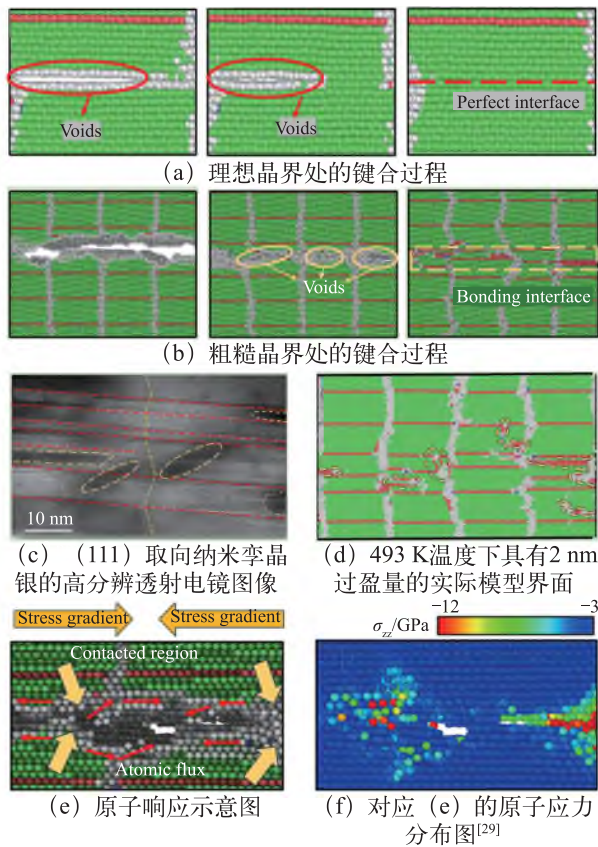 Voids
Voids
Perfect interface
(a) 理想晶界处的键合过程
Voids
Bonding interface
(b) 粗糙晶界处的键合过程
10 nm
(c) (111)取向纳米孪晶
银的高分辨透射电镜图像
(d) 493 K温度下具有2 nm
过盈量的实际模型界面
Stress gradient
Stress gradient
Contacted region
Atomic flux
(e) 原子响应示意图
−12
−3
σzz/GPa
(f) 对应(e)的原子应力
分布图[29]